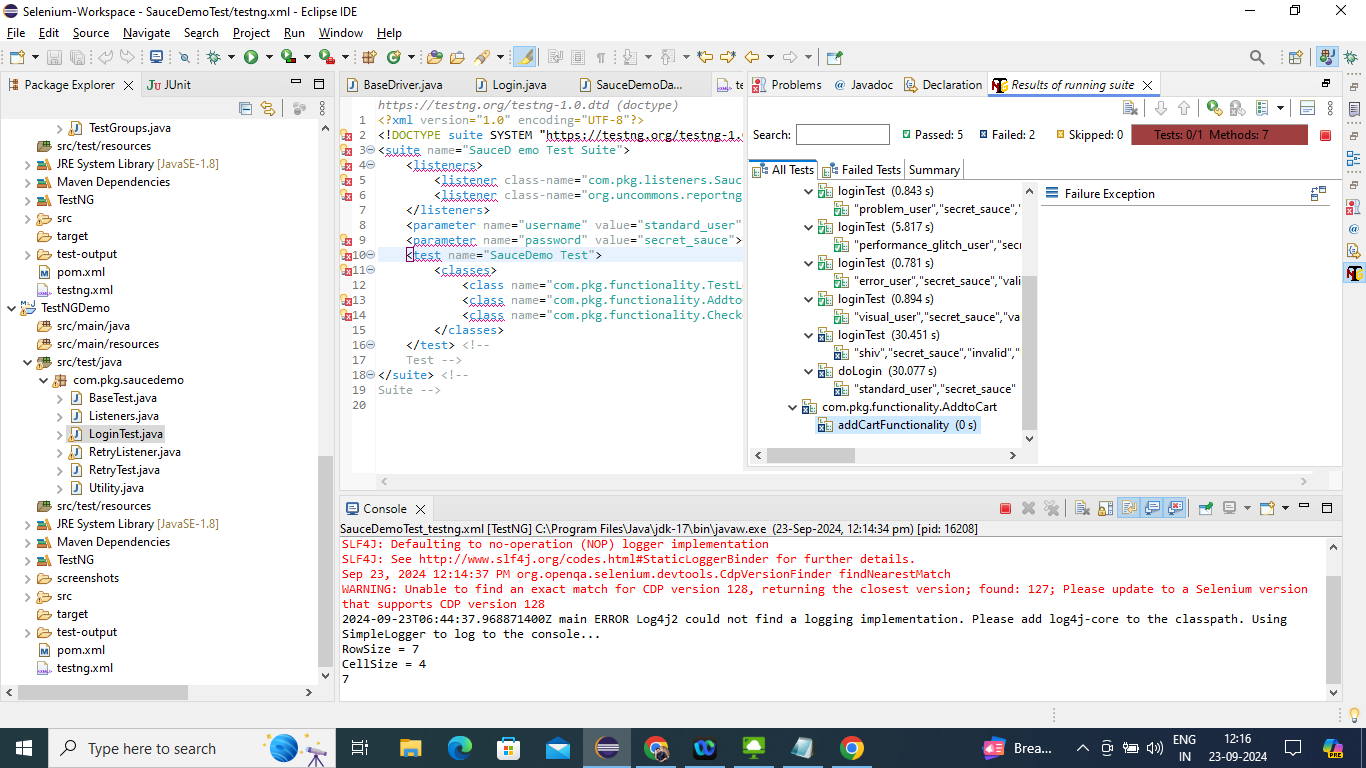 Selenium-Workspace - SauceDemoTest/testng.xml - Eclipse IDE
File Edit Source Navigate Search Project Run Window Help
Package Explorer
JUnit
TestGroups.java
src/test/resources
JRE System Library [JavaSE-1.8]
Maven Dependencies
TestNG
src
target
test-output
pom.xml
testng.xml
TestNGDemo
src/main/java
src/main/resources
src/test/java
com.pkg.saucedemo
BaseTest.java
Listeners.java
LoginTest.java
RetryListener.java
RetryTest.java
Utility.java
src/test/resources
JRE System Library [JavaSE-1.8]
Maven Dependencies
TestNG
screenshots
src
target
test-output
pom.xml
testng.xml
BaseDriver.java
Login.java
SauceDemoDa...
te
https://testng.org/testng-1.0.dtd (doctype)
1 <?xml version="1.0" encoding="UTF-8"?>
2 <!DOCTYPE suite SYSTEM "https://testng.org/testng-1.0
3 <suite name="SauceD emo Test Suite">
4 <listeners>
5 <listener class-name="com.pkg.listeners.Sauc
6 <listener class-name="org.uncommons.reportng
7 </listeners>
8 <parameter name="username" value="standard_user"
9 <parameter name="password" value="secret_sauce">
10 <test name="SauceDemo Test">
11 <classes>
12 <class name="com.pkg.functionality.TestL
13 <class name="com.pkg.functionality.Addto
14 <class name="com.pkg.functionality.Checko
15 </classes>
16 </test> <!--
17 Test -->
18 </suite> <!--
19 Suite -->
20
Problems
Javadoc
Declaration
Results of running suite
Search:
Passed: 5
Failed: 2
Skipped: 0
Tests: 0/1 Methods: 7
All Tests
Failed Tests
Summary
loginTest (0.843 s)
"problem_user","secret_sauce","
loginTest (5.817 s)
"performance_glitch_user","secr
loginTest (0.781 s)
"error_user","secret_sauce","vali
loginTest (0.894 s)
"visual_user","secret_sauce","va
loginTest (30.451 s)
"shiv","secret_sauce","invalid","
doLogin (30.077 s)
"standard_user","secret_sauce"
com.pkg.functionality.AddtoCart
addCartFunctionality (0 s)
Failure Exception
Console
SauceDemoTest_testng.xml [TestNG] C:\Program Files\Java\jdk-17\bin\javaw.exe (23-Sep-2024, 12:14:34 pm) [pid: 16208]
SLF4J: Defaulting to no-operation (NOP) logger implementation
SLF4J: See http://www.slf4j.org/codes.html#StaticLoggerBinder for further details.
Sep 23, 2024 12:14:37 PM org.openqa.selenium.devtools.CdpVersionFinder findNearestMatch
WARNING: Unable to find an exact match for CDP version 128, returning the closest version; found: 127; Please update to a Selenium version
that supports CDP version 128
2024-09-23T06:44:37.968871400Z main ERROR Log4j2 could not find a logging implementation. Please add log4j-core to the classpath. Using
SimpleLogger to log to the console...
RowSize = 7
CellSize = 4
7
Type here to search
Brea...
ENG
IN
12:16
23-09-2024